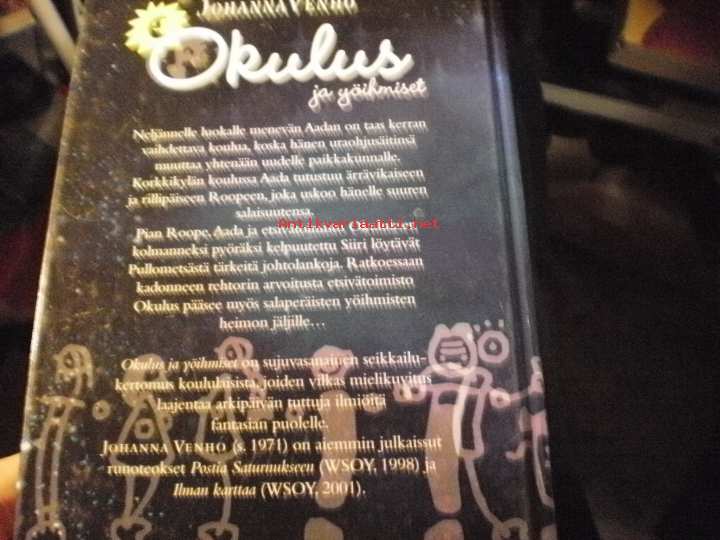 JOHANNA VENHO
Okulus
ja yöihmiset
Neljännelle luokalle menevän Aadan on taas kerran
vaihdettava koulua, koska hänen uraohjusäitinsä
muuttaa yhtenään uudelle paikkakunnalle.
Korkkikylän koulussa Aada tutustuu ärrävikaiseen
ja rillipäiseen Roopeen, joka uskoo hänelle suuren
salaisuutensa.
Antikvariaatti.net
Pian Roope, Aada ja
kolmanneksi pyöräksi kelpuutettu Siiri löytävät
Pullometsästä tärkeitä johtolankoja. Ratkoessaan
kadonneen rehtorin arvoitusta etsivätoimisto
Okulus pääsee myös salaperäisten yöihmisten
heimon jäljille...
Okulus ja yöihmiset on sujuvasanainen seikkailu-
kertomus koululaisista, joiden vilkas mielikuvitus
laajentaa arkipäivän tuttuja ilmiöitä
fantasian puolelle.
JOHANNA VENHO (s. 1971) on aiemmin julkaissut
runoteokset Postia Saturnukseen (WSOY, 1998) ja
Ilman karttaa (WSOY, 2001).